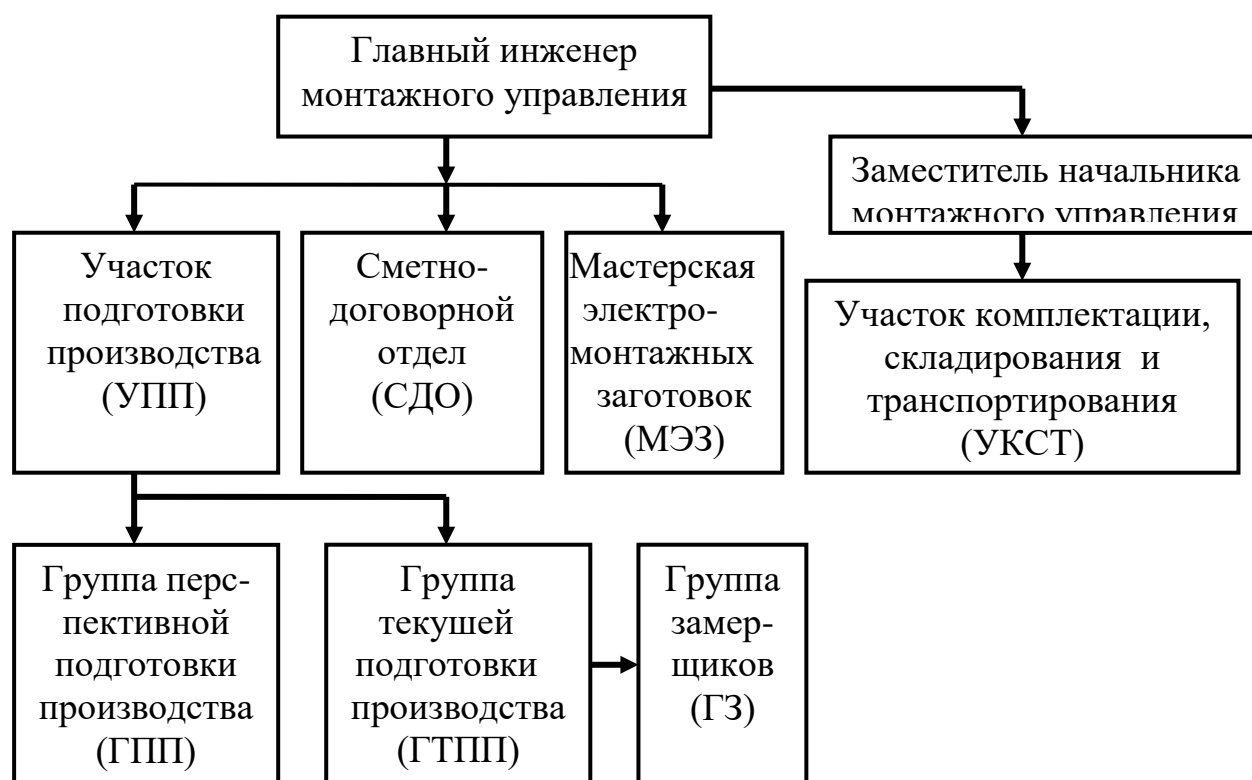 Главный инженер
монтажного управления
Заместитель начальника
монтажного управления
Участок
подготовки
производства
(УПП)
Сметно-
договорной
отдел
(СДО)
Мастерская
электро-
монтажных
заготовок
(МЭЗ)
Участок комплектации,
складирования и
транспортирования
(УКСТ)
Группа перс-
пективной
подготовки
производства
(ГПП)
Группа
текушей
подготовки
производства
(ГТПП)
Группа
замер-
щиков
(ГЗ)